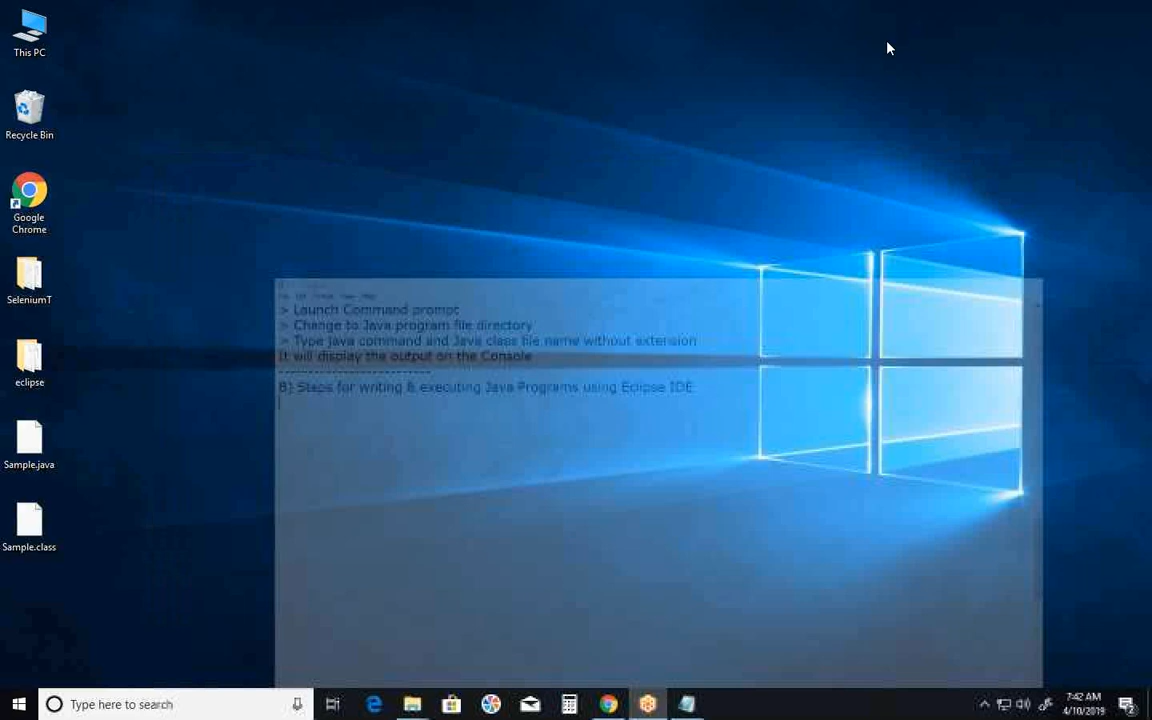 This PC
Recycle Bin
Google
Chrome
SeleniumT
eclipse
Sample.java
Sample.class
> Launch Command prompt
> Change to Java program file directory
> Type java command and Java class file name without extension
It will display the output on the Console
---------------------------
B) Steps for writing & executing Java Programs using Eclipse IDE
Type here to search
7:42 AM
4/10/2019
2